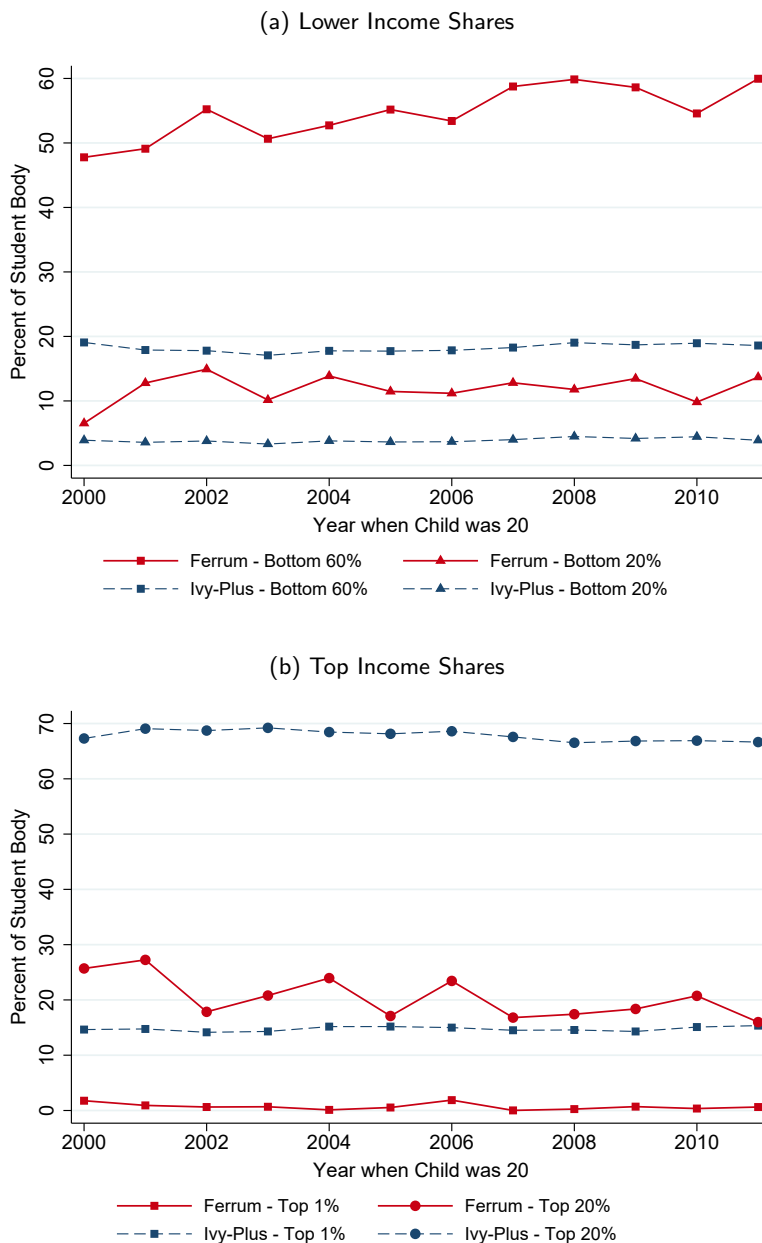 (a) Lower Income Shares
Percent of Student Body
60
50
40
30
20
10
0
2000 2002 2004 2006 2008 2010
Year when Child was 20
Ferrum - Bottom 60% Ferrum - Bottom 20%
Ivy-Plus - Bottom 60% Ivy-Plus - Bottom 20%
(b) Top Income Shares
Percent of Student Body
70
60
50
40
30
20
10
0
2000 2002 2004 2006 2008 2010
Year when Child was 20
Ferrum - Top 1% Ferrum - Top 20%
Ivy-Plus - Top 1% Ivy-Plus - Top 20%